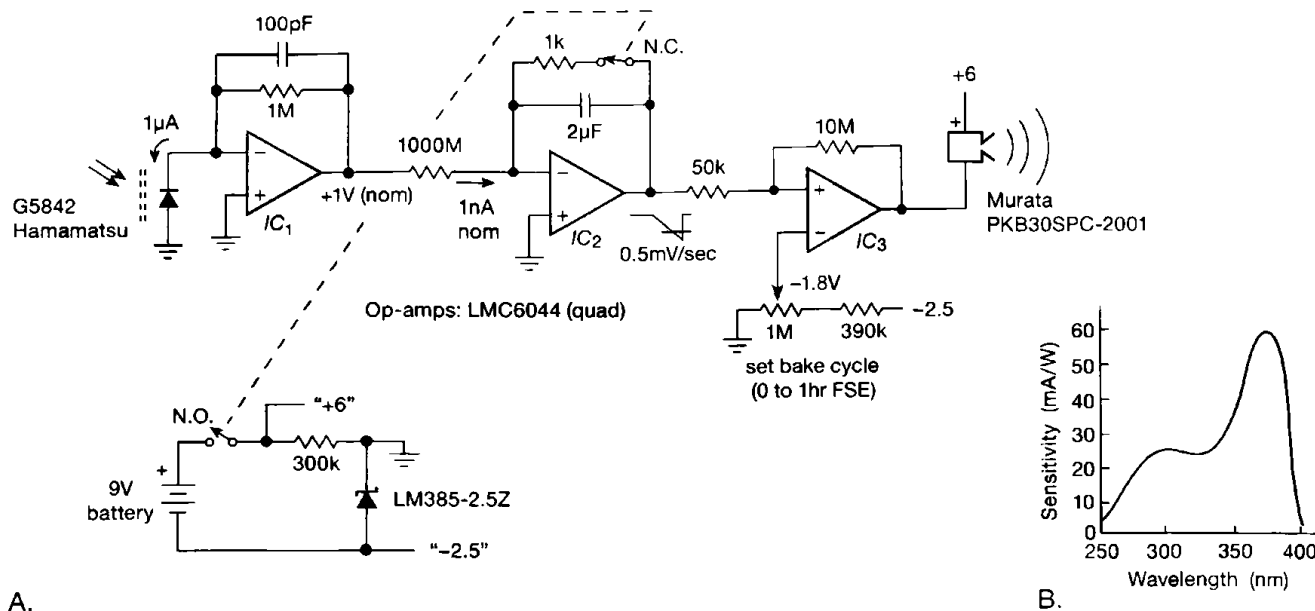 100pF
1M
1μA
G5842
Hamamatsu
−
+
IC1
+1V (nom)
1000M
1nA
nom
1k
N.C.
2μF
−
+
IC2
0.5mV/sec
50k
10M
+
−
IC3
+6
+
Murata
PKB30SPC-2001
−1.8V
1M
390k
−2.5
set bake cycle
(0 to 1hr FSE)
Op-amps: LMC6044 (quad)
N.O.
"+6"
300k
+
9V
battery
LM385-2.5Z
"−2.5"
A.
Sensitivity (mA/W)
60
50
40
30
20
10
0
250 300 350 400
Wavelength (nm)
B.